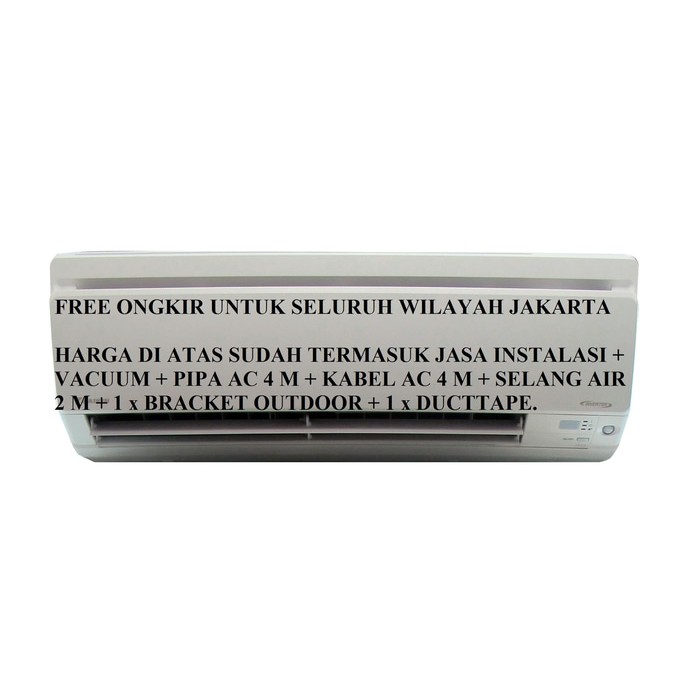 FREE ONGKIR UNTUK SELURUH WILAYAH JAKARTA
HARGA DI ATAS SUDAH TERMASUK JASA INSTALASI +
VACUUM + PIPA AC 4 M + KABEL AC 4 M + SELANG AIR
2 M + 1 x BRACKET OUTDOOR + 1 x DUCTTAPE.